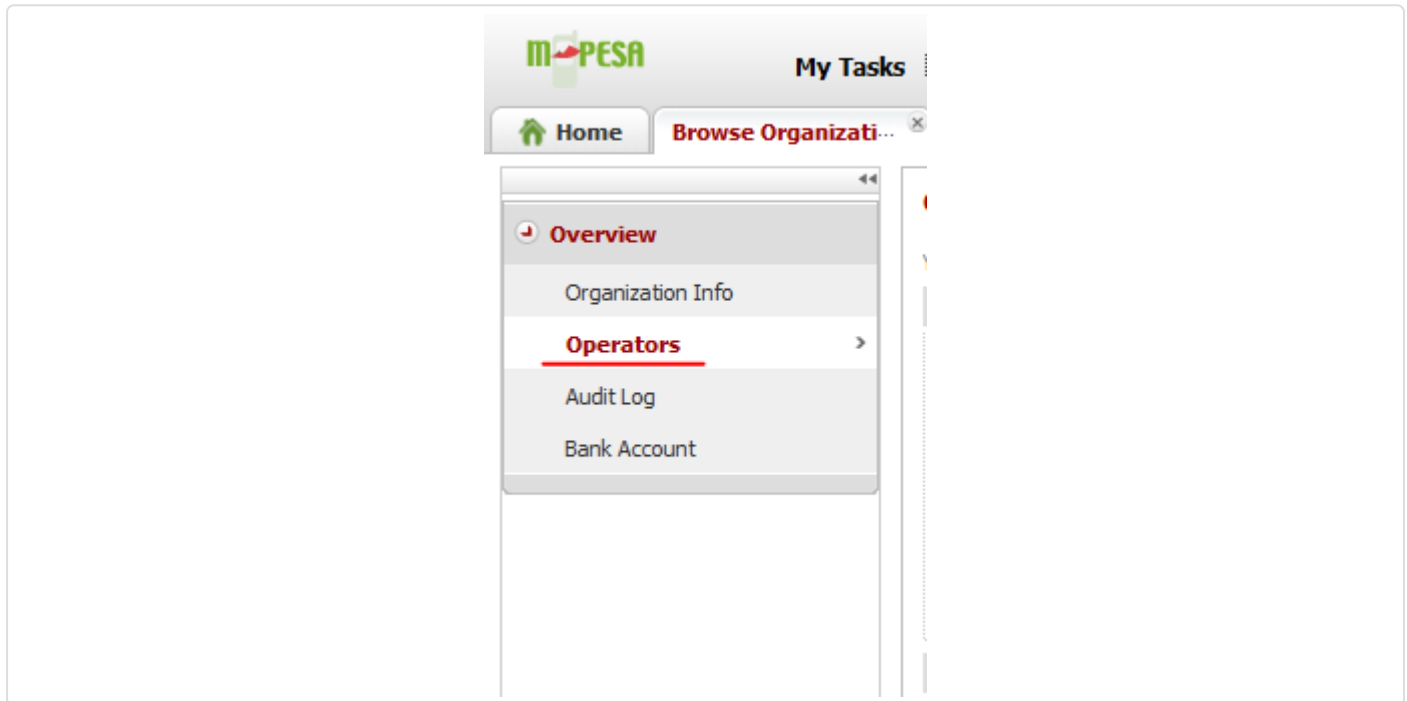 M-PESA
My Tasks
Home
Browse Organizati...
Overview
Organization Info
Operators
Audit Log
Bank Account